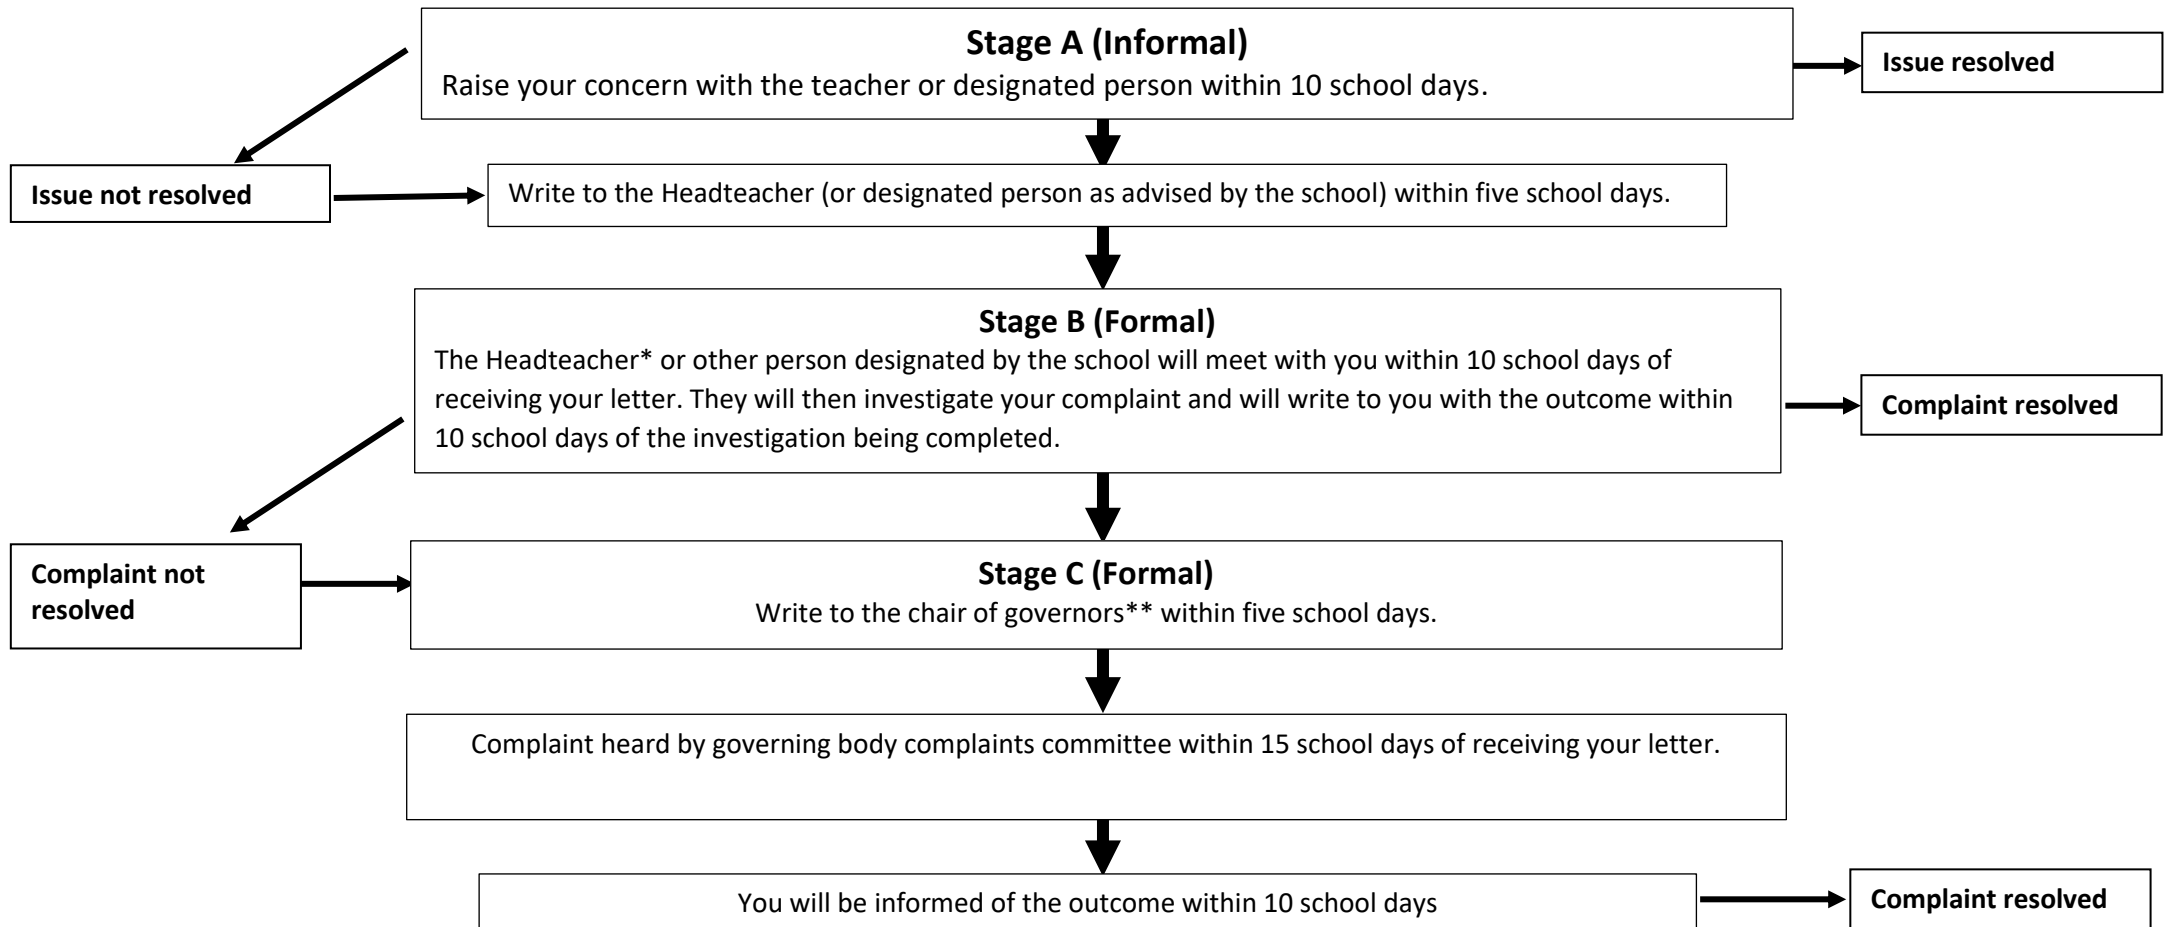 Stage A (Informal)
Raise your concern with the teacher or designated person within 10 school days.
Issue resolved
Issue not resolved
Write to the Headteacher (or designated person as advised by the school) within five school days.
Stage B (Formal)
The Headteacher* or other person designated by the school will meet with you within 10 school days of
receiving your letter. They will then investigate your complaint and will write to you with the outcome within
10 school days of the investigation being completed.
Complaint resolved
Complaint not
resolved
Stage C (Formal)
Write to the chair of governors** within five school days.
Complaint heard by governing body complaints committee within 15 school days of receiving your letter.
You will be informed of the outcome within 10 school days
Complaint resolved